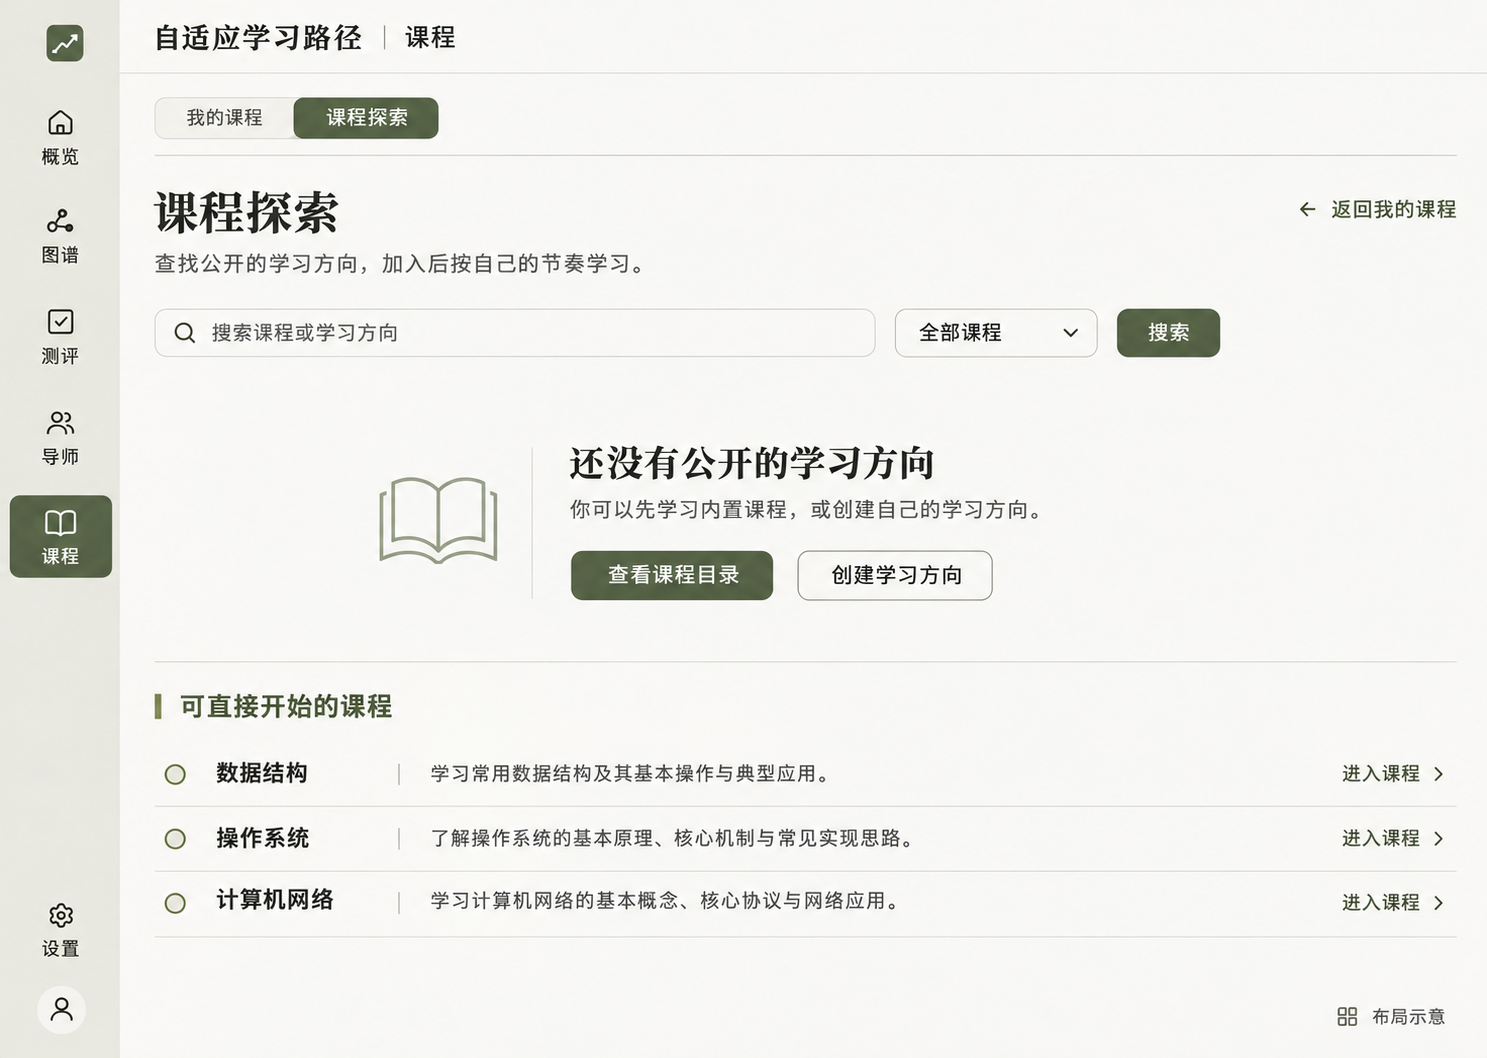 自适应学习路径 | 课程
我的课程 课程探索
概览
图谱
测评
导师
课程
设置
课程探索
← 返回我的课程
查找公开的学习方向，加入后按自己的节奏学习。
搜索课程或学习方向 全部课程 搜索
还没有公开的学习方向
你可以先学习内置课程，或创建自己的学习方向。
查看课程目录 创建学习方向
可直接开始的课程
数据结构 | 学习常用数据结构及其基本操作与典型应用。 进入课程 >
操作系统 | 了解操作系统的基本原理、核心机制与常见实现思路。 进入课程 >
计算机网络 | 学习计算机网络的基本概念、核心协议与网络应用。 进入课程 >
布局示意